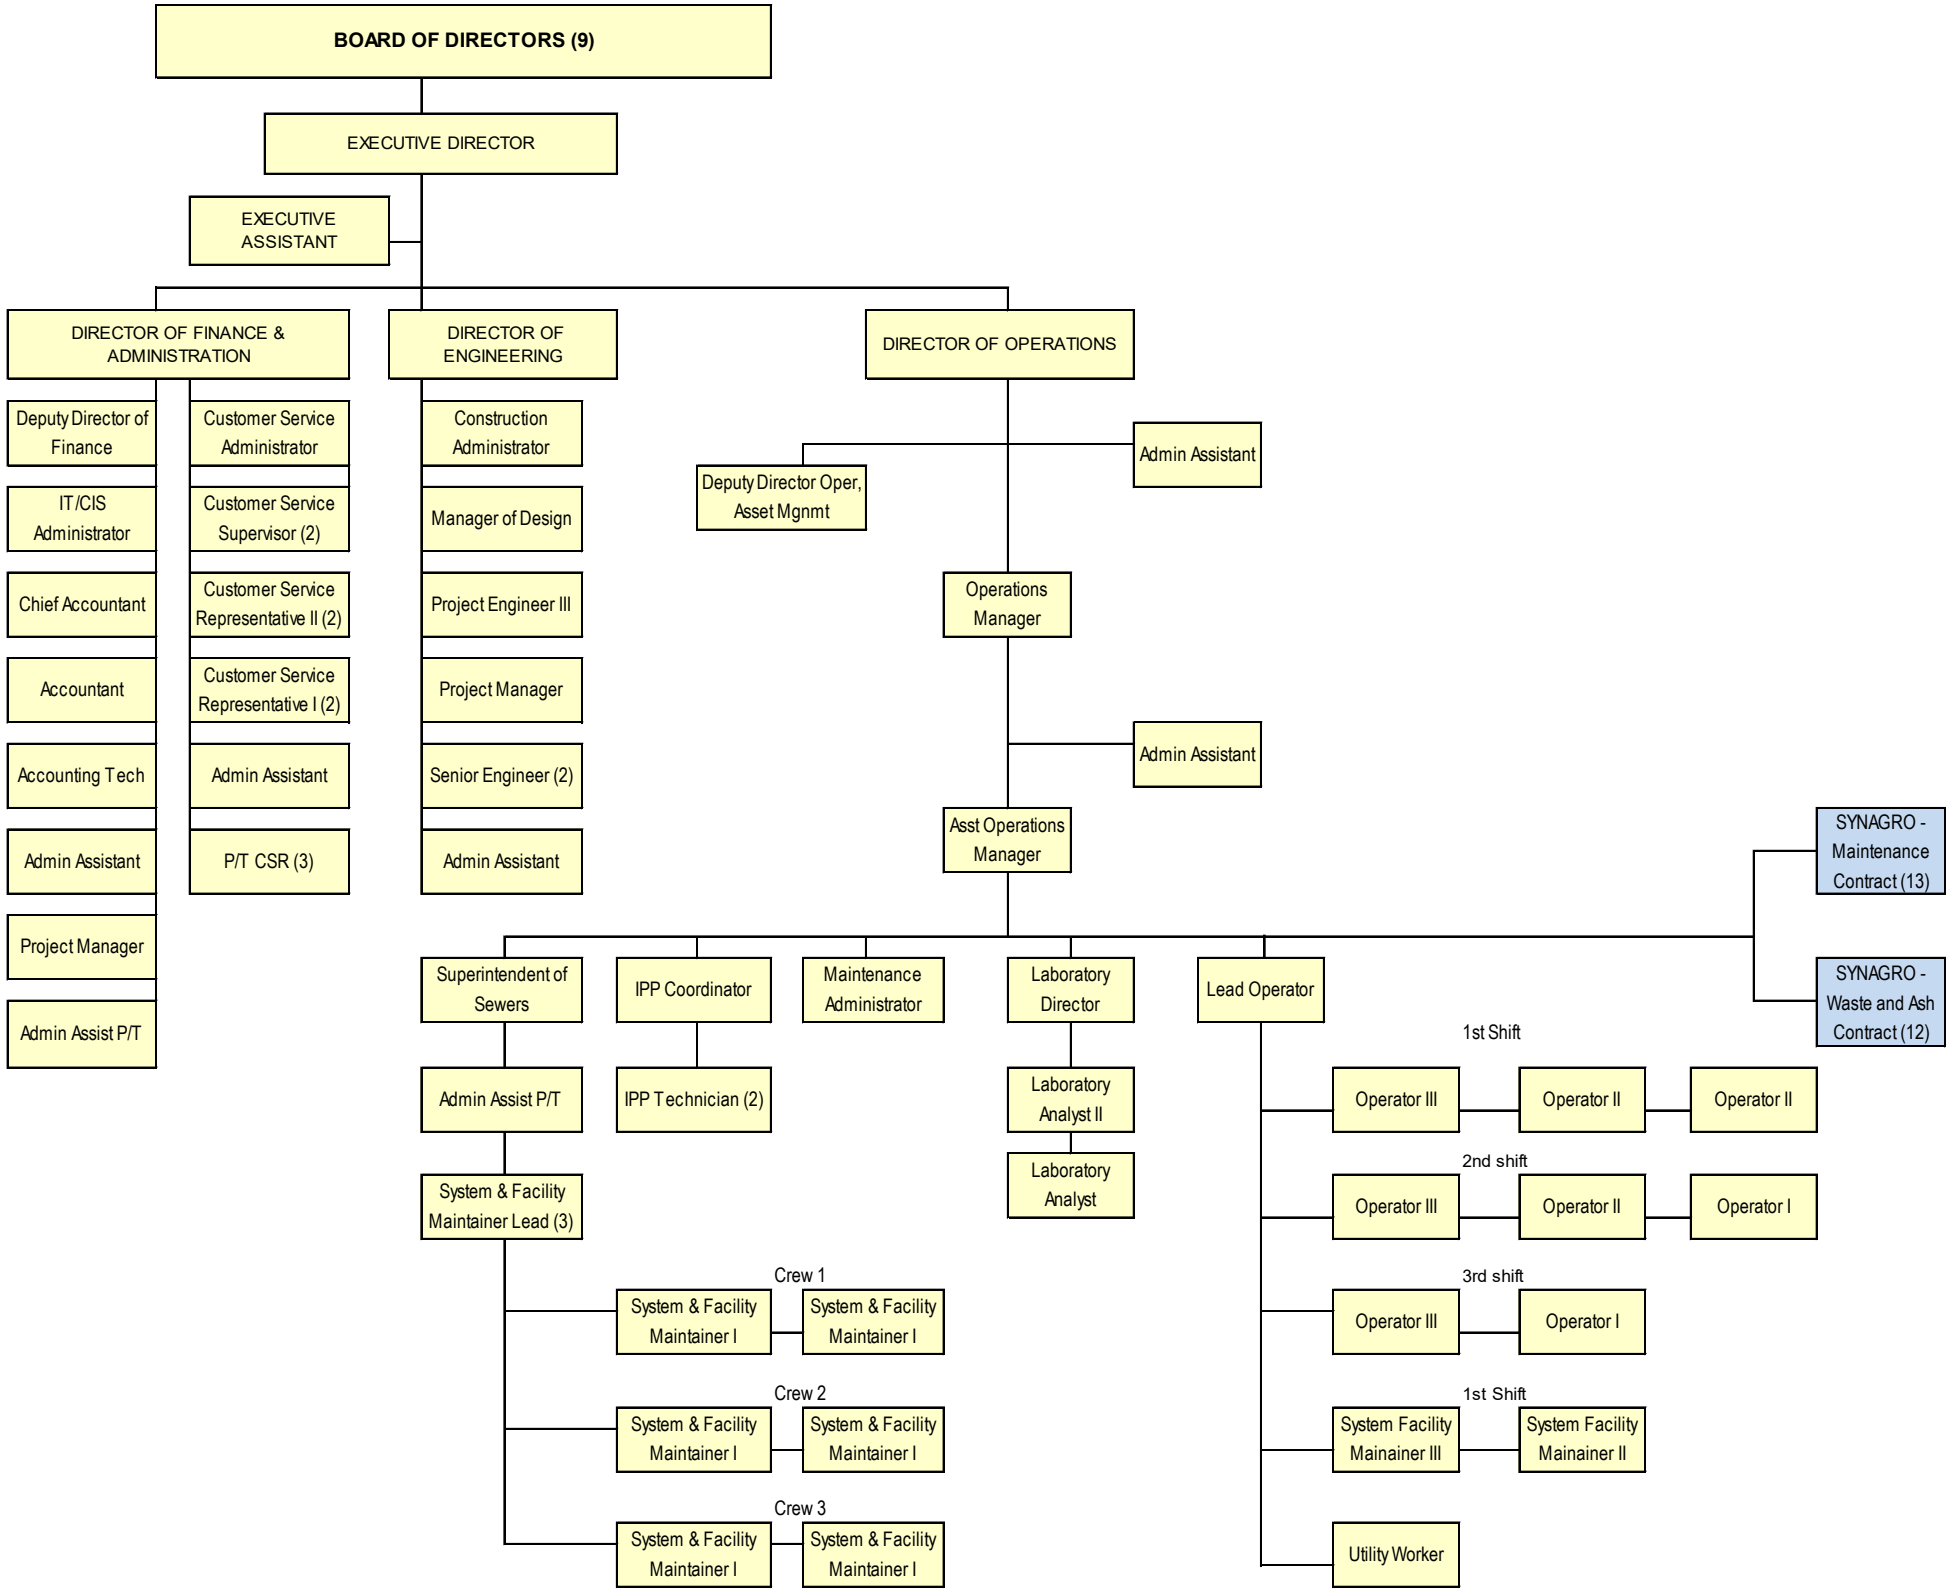 BOARD OF DIRECTORS (9)
EXECUTIVE DIRECTOR
EXECUTIVE
ASSISTANT
DIRECTOR OF FINANCE &
ADMINISTRATION
DIRECTOR OF
ENGINEERING
DIRECTOR OF OPERATIONS
Deputy Director of
Finance
IT/CIS
Administrator
Chief Accountant
Accountant
Accounting Tech
Admin Assistant
Project Manager
Admin Assist P/T
Customer Service
Administrator
Customer Service
Supervisor (2)
Customer Service
Representative II (2)
Customer Service
Representative I (2)
Admin Assistant
P/T CSR (3)
Construction
Administrator
Manager of Design
Project Engineer III
Project Manager
Senior Engineer (2)
Admin Assistant
Admin Assistant
Deputy Director Oper,
Asset Mgnmt
Operations
Manager
Admin Assistant
Asst Operations
Manager
SYNAGRO -
Maintenance
Contract (13)
SYNAGRO -
Waste and Ash
Contract (12)
Superintendent of
Sewers
Admin Assist P/T
System & Facility
Maintainer Lead (3)
Crew 1
System & Facility
Maintainer I
System & Facility
Maintainer I
Crew 2
System & Facility
Maintainer I
System & Facility
Maintainer I
Crew 3
System & Facility
Maintainer I
System & Facility
Maintainer I
IPP Coordinator
IPP Technician (2)
Maintenance
Administrator
Laboratory
Director
Laboratory
Analyst II
Laboratory
Analyst
Lead Operator
1st Shift
Operator III
Operator II
Operator II
2nd shift
Operator III
Operator II
Operator I
3rd shift
Operator III
Operator I
1st Shift
System Facility
Mainainer III
System Facility
Mainainer II
Utility Worker